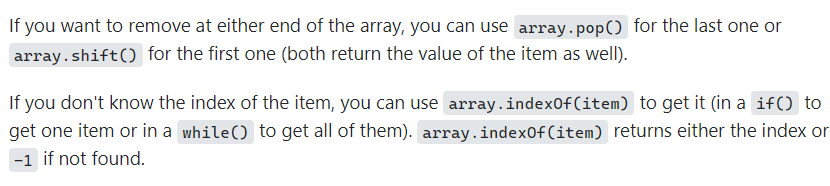 If you want to remove at either end of the array, you can use array.pop() for the last one or
array.shift() for the first one (both return the value of the item as well).
If you don't know the index of the item, you can use array.indexOf(item) to get it (in a if() to
get one item or in a while() to get all of them). array.indexOf(item) returns either the index or
-1 if not found.